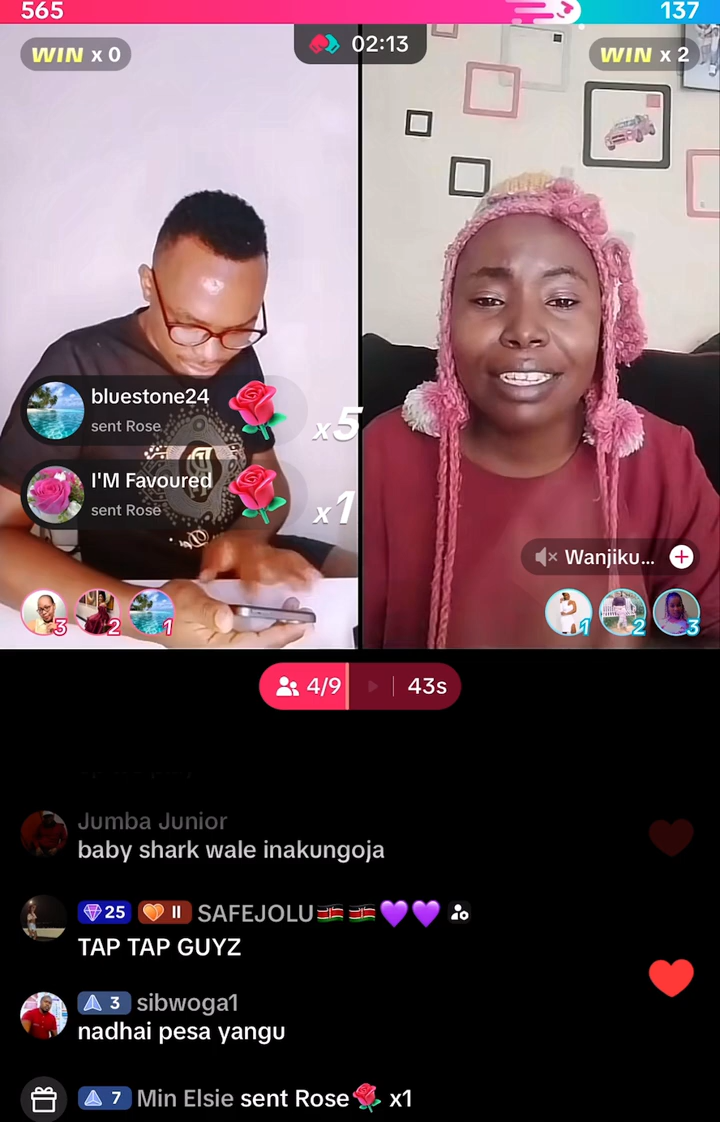 565
137
WIN x 0
02:13
WIN x 2
bluestone24
sent Rose
x5
I'M Favoured
sent Rose
x1
Wanjiku...
3
2
1
1
2
3
4/9
43s
Jumba Junior
baby shark wale inakungoja
25
II
SAFEJOLU🇰🇪🇰🇪💜💜
TAP TAP GUYZ
3 sibwoga1
nadhai pesa yangu
7 Min Elsie sent Rose🌹 x1